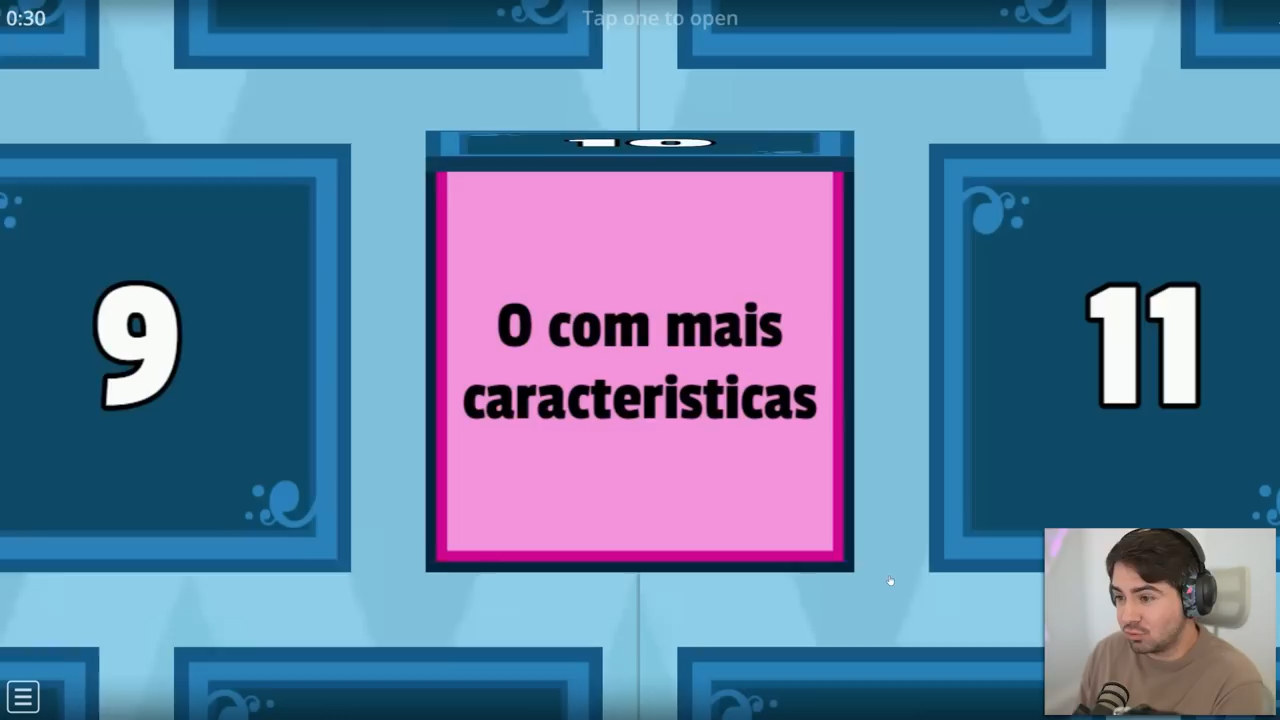 0:30
Tap one to open
10
9
O com mais
caracteristicas
11